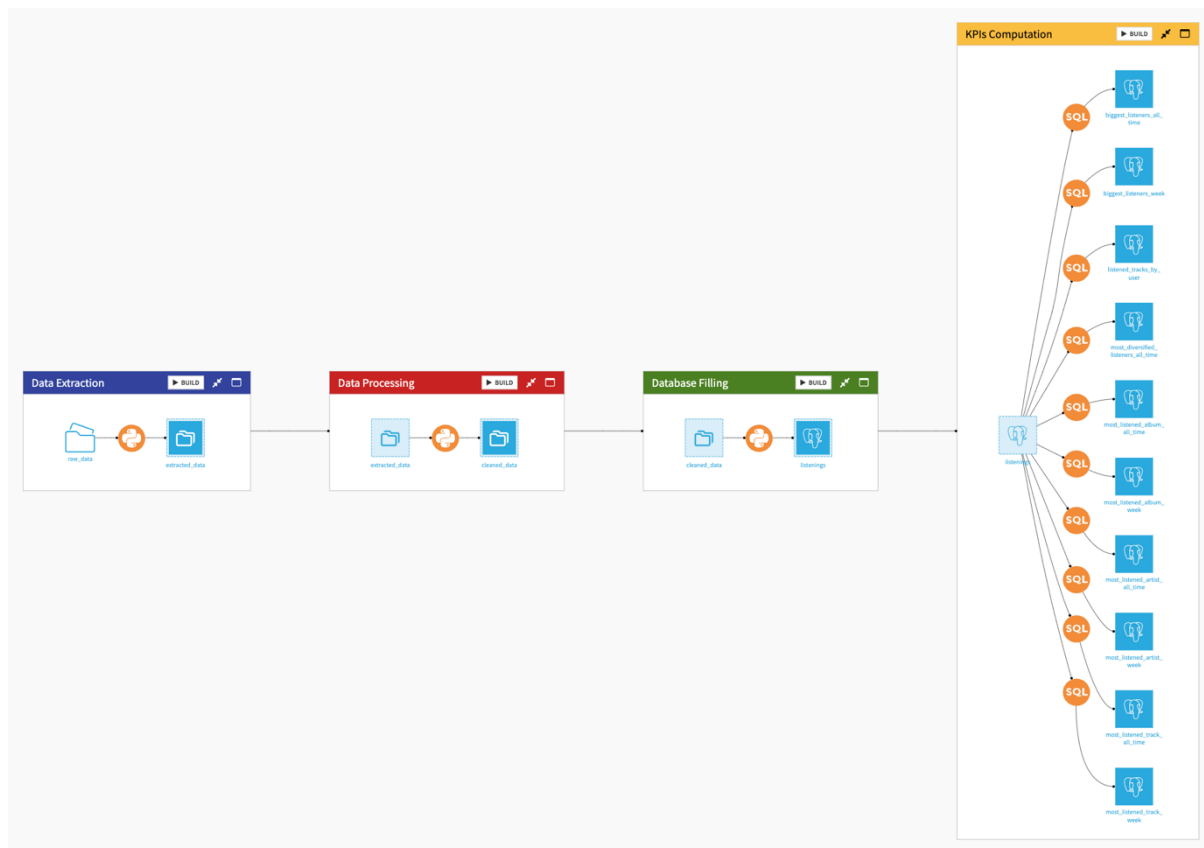 KPIs Computation
BUILD
SQL
biggest_listeners_all_
time
SQL
biggest_listeners_week
SQL
listened_tracks_by_
user
SQL
most_diversified_
listeners_all_time
Data Extraction
BUILD
raw_data
extracted_data
Data Processing
BUILD
extracted_data
cleaned_data
Database Filling
BUILD
cleaned_data
listenings
listenings
SQL
most_listened_album_
all_time
SQL
most_listened_album_
week
SQL
most_listened_artist_
all_time
SQL
most_listened_artist_
week
SQL
most_listened_track_
all_time
SQL
most_listened_track_
week